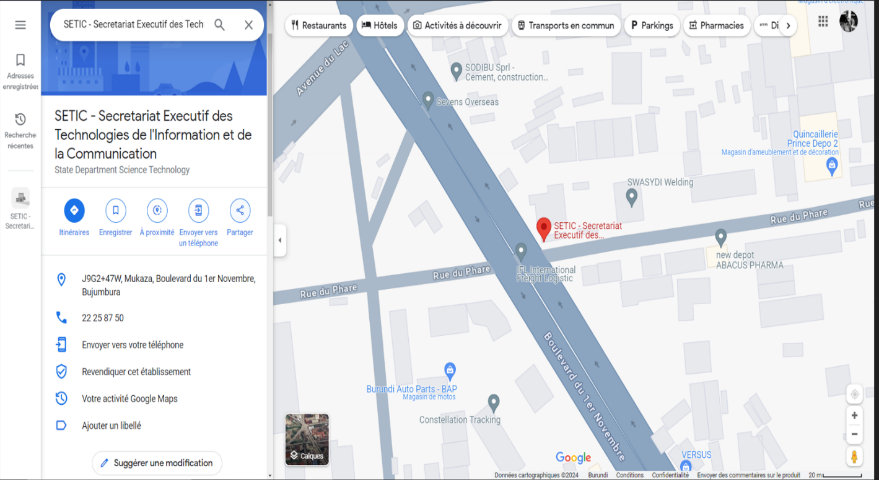 SETIC - Secretariat Executif des Tech
Restaurants
Hôtels
Activités à découvrir
Transports en commun
Parkings
Pharmacies
Di
Adresses
enregistrées
Recherche
récentes
SETIC -
Secretari...
SETIC - Secretariat Executif des
Technologies de l'Information et de
la Communication
State Department Science Technology
Itinéraires
Enregistrer
À proximité
Envoyer vers
un téléphone
Partager
J9G2+47W, Mukaza, Boulevard du 1er Novembre,
Bujumbura
22 25 87 50
Envoyer vers votre téléphone
Revendiquer cet établissement
Votre activité Google Maps
Ajouter un libellé
Suggérer une modification
Avenue du Lac
SODIBU Sprl -
Cement, construction...
Sevens Overseas
Quincaillerie
Prince Depo 2
Magasin d'ameublement et de décoration
SWASYDI Welding
SETIC - Secretariat
Executif des...
Rue du Phare
Rue
new depot
ABACUS PHARMA
International
Freight Logistic
Rue du Phare
Rue du Phare
Boulevard du 1er Novembre
Burundi Auto Parts - BAP
Magasin de motos
Constellation Tracking
VERSUS
Calques
Google
Données cartographiques ©2024
Burundi
Conditions
Confidentialité
Envoyer des commentaires sur le produit
20 m